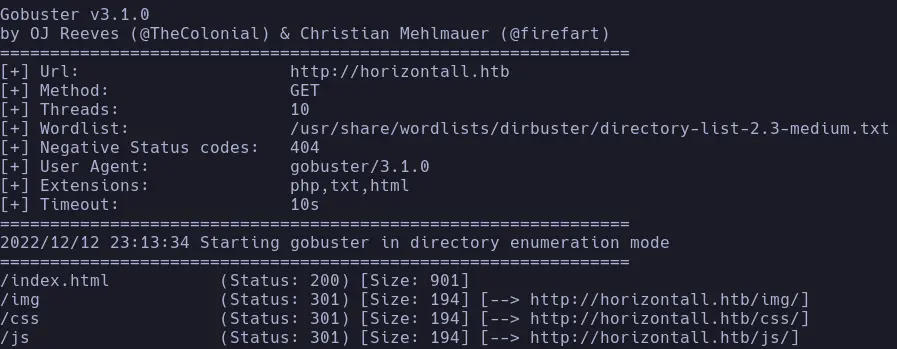 Gobuster v3.1.0
by OJ Reeves (@TheColonial) & Christian Mehlmauer (@firefart)
===============================================================
[+] Url:                     http://horizontall.htb
[+] Method:                  GET
[+] Threads:                 10
[+] Wordlist:                /usr/share/wordlists/dirbuster/directory-list-2.3-medium.txt
[+] Negative Status codes:   404
[+] User Agent:              gobuster/3.1.0
[+] Extensions:              php,txt,html
[+] Timeout:                 10s
===============================================================
2022/12/12 23:13:34 Starting gobuster in directory enumeration mode
===============================================================
/index.html           (Status: 200) [Size: 901]
/img                  (Status: 301) [Size: 194] [--> http://horizontall.htb/img/]
/css                  (Status: 301) [Size: 194] [--> http://horizontall.htb/css/]
/js                   (Status: 301) [Size: 194] [--> http://horizontall.htb/js/]